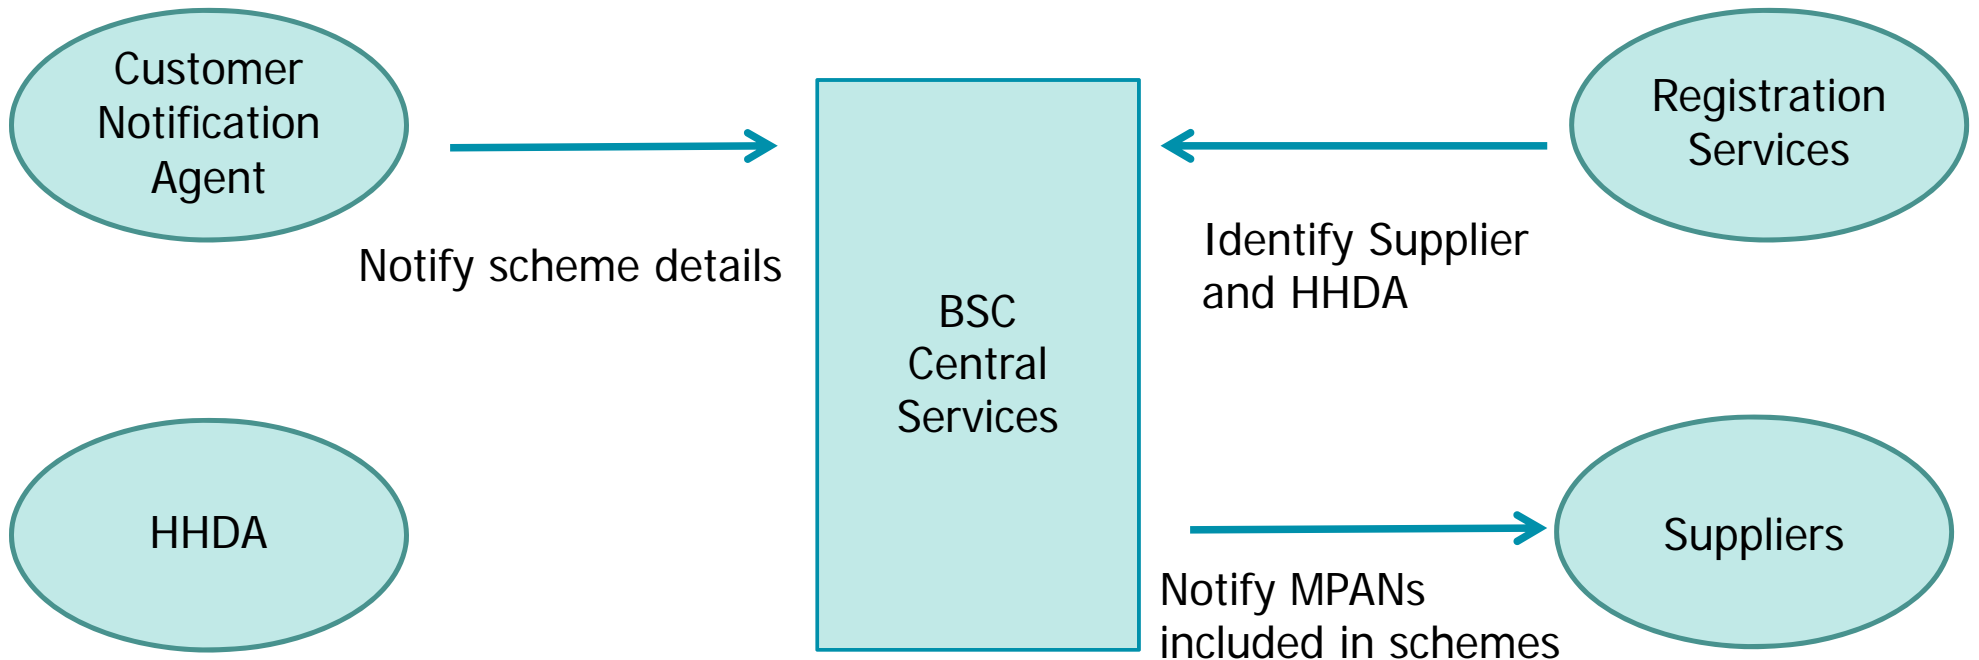 Customer
Notification
Agent
Notify scheme details
BSC
Central
Services
Registration
Services
Identify Supplier
and HHDA
HHDA
Suppliers
Notify MPANs
included in schemes